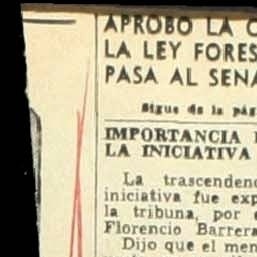 APROBO LA C
LA LEY FORES
PASA AL SENA
Sigue de la pág
IMPORTANCIA
LA INICIATIVA
La trascendenc
iniciativa fue exp
la tribuna, por e
Florencio Barrera
Dijo que el men